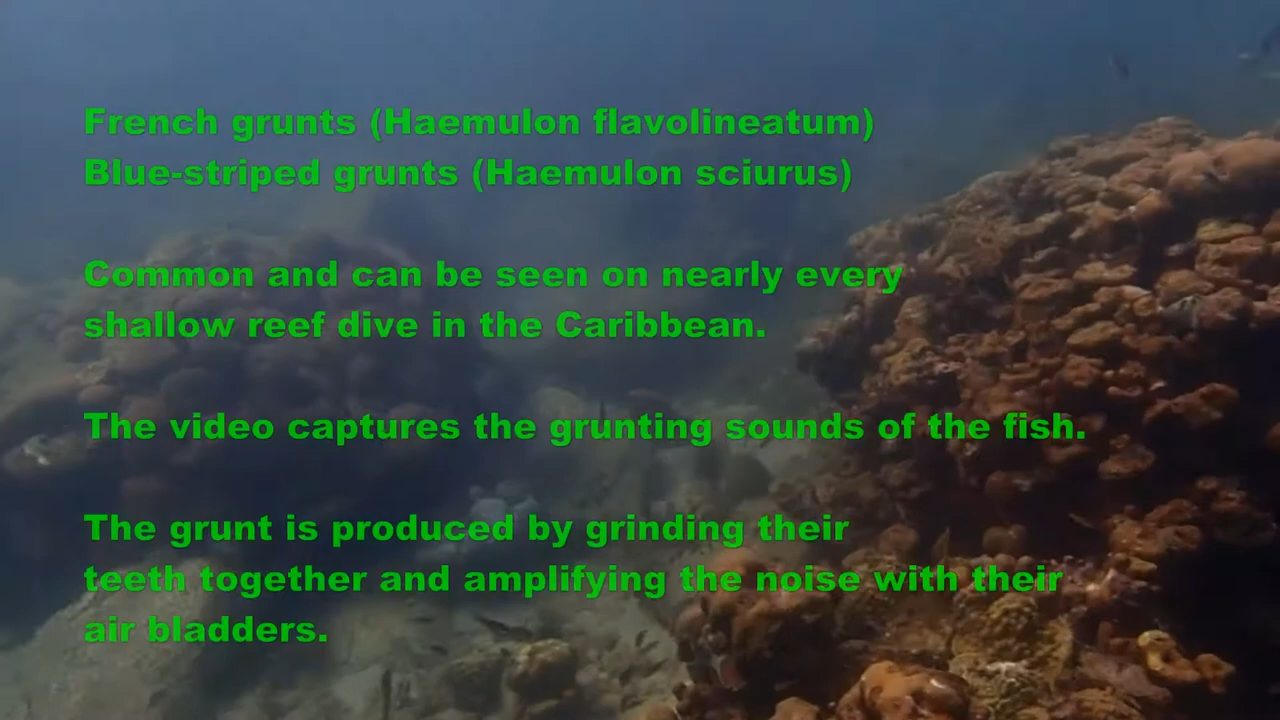 French grunts (Haemulon flavolineatum)
Blue-striped grunts (Haemulon sciurus)
Common and can be seen on nearly every
shallow reef dive in the Caribbean.
The video captures the grunting sounds of the fish.
The grunt is produced by grinding their
teeth together and amplifying the noise with their
air bladders.